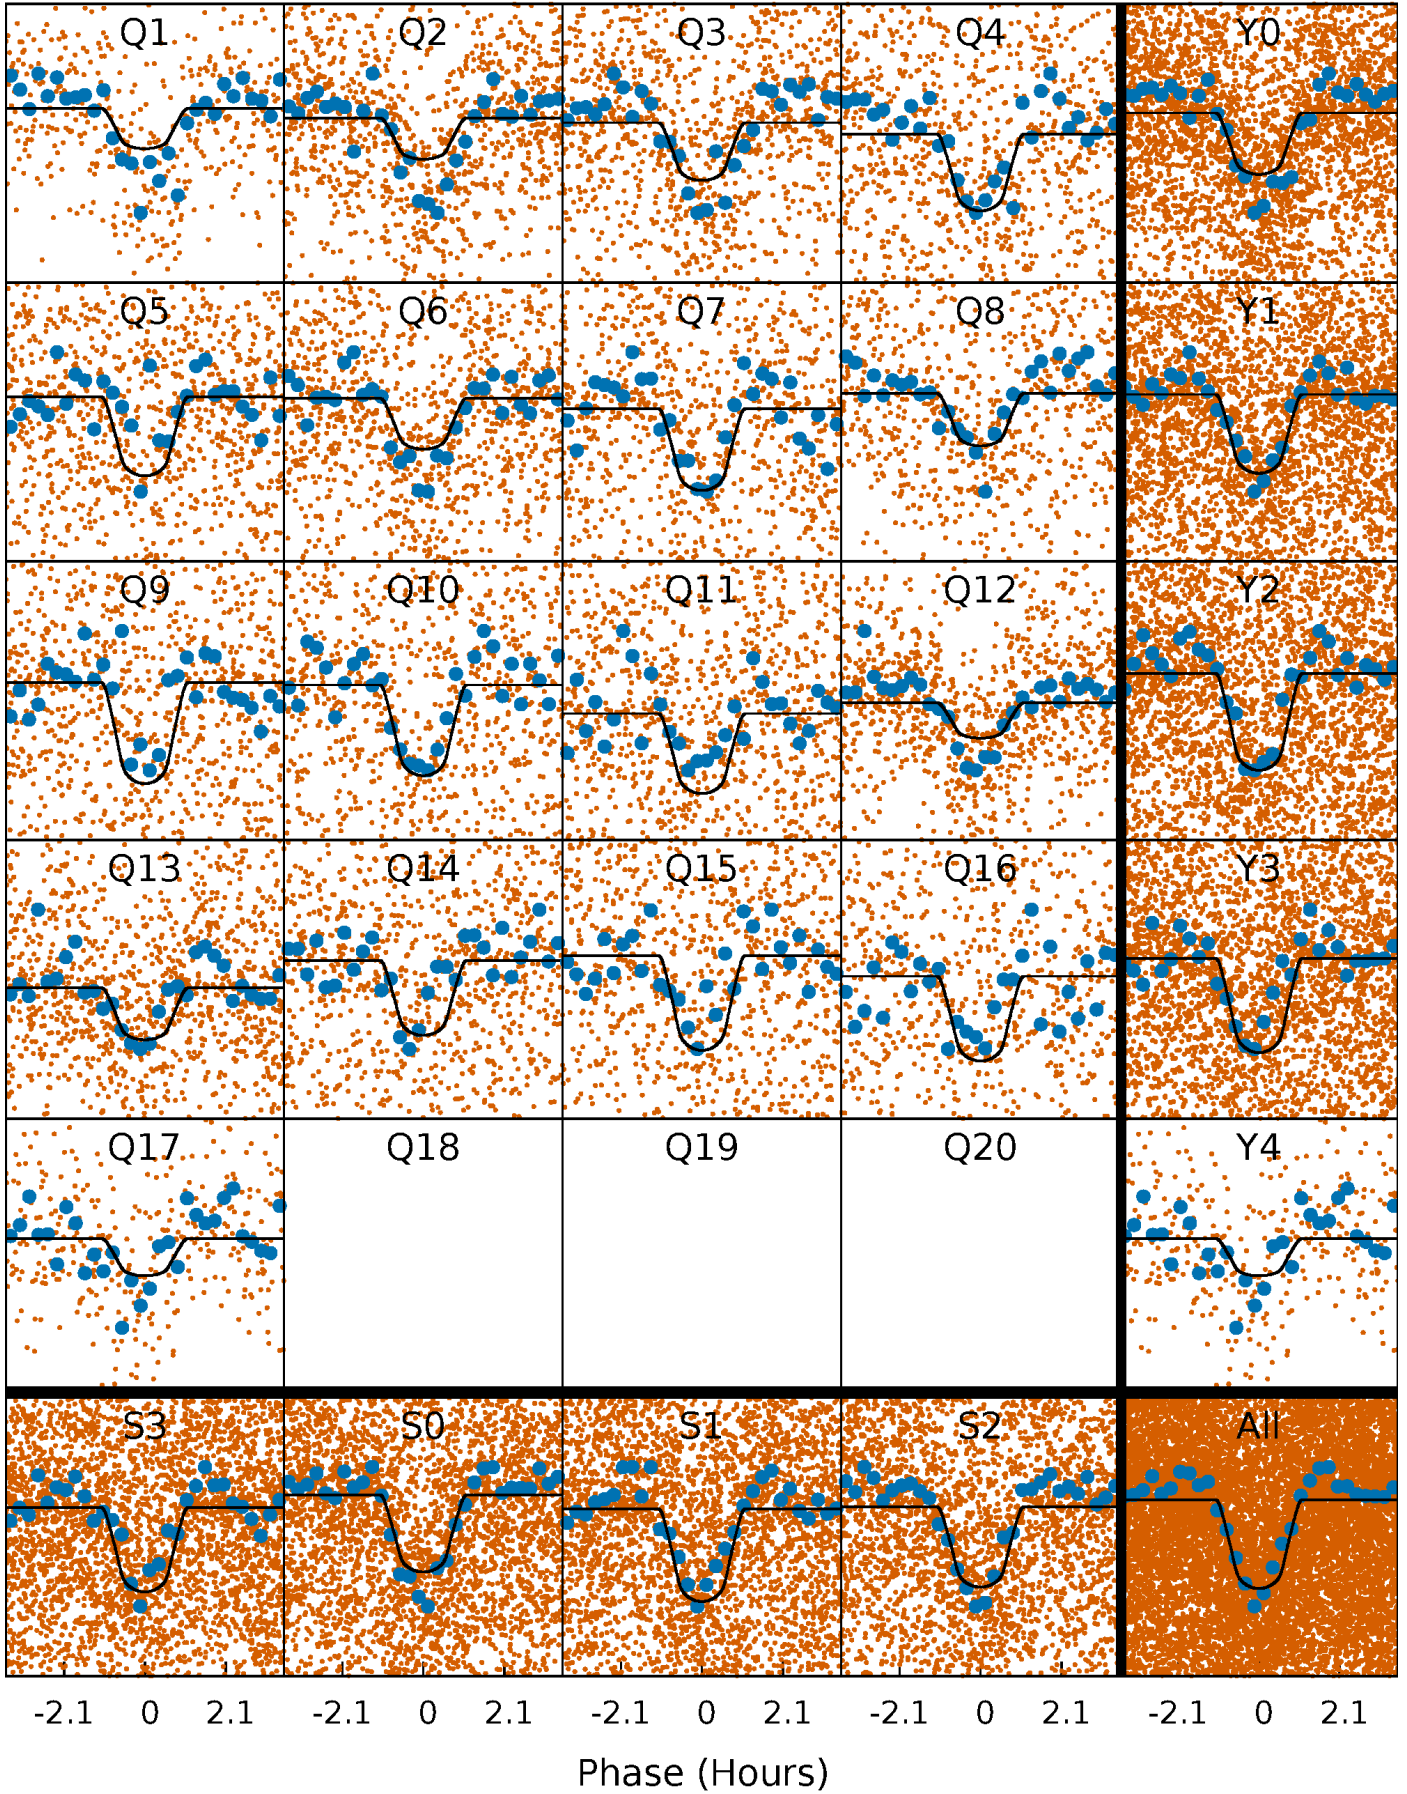 Q1 Q2 Q3 Q4 Y0
Q5 Q6 Q7 Q8 Y1
Q9 Q10 Q11 Q12 Y2
Q13 Q14 Q15 Q16 Y3
Q17 Q18 Q19 Q20 Y4
S3 S0 S1 S2 All
-2.1 0 2.1 -2.1 0 2.1 -2.1 0 2.1 -2.1 0 2.1 -2.1 0 2.1
Phase (Hours)